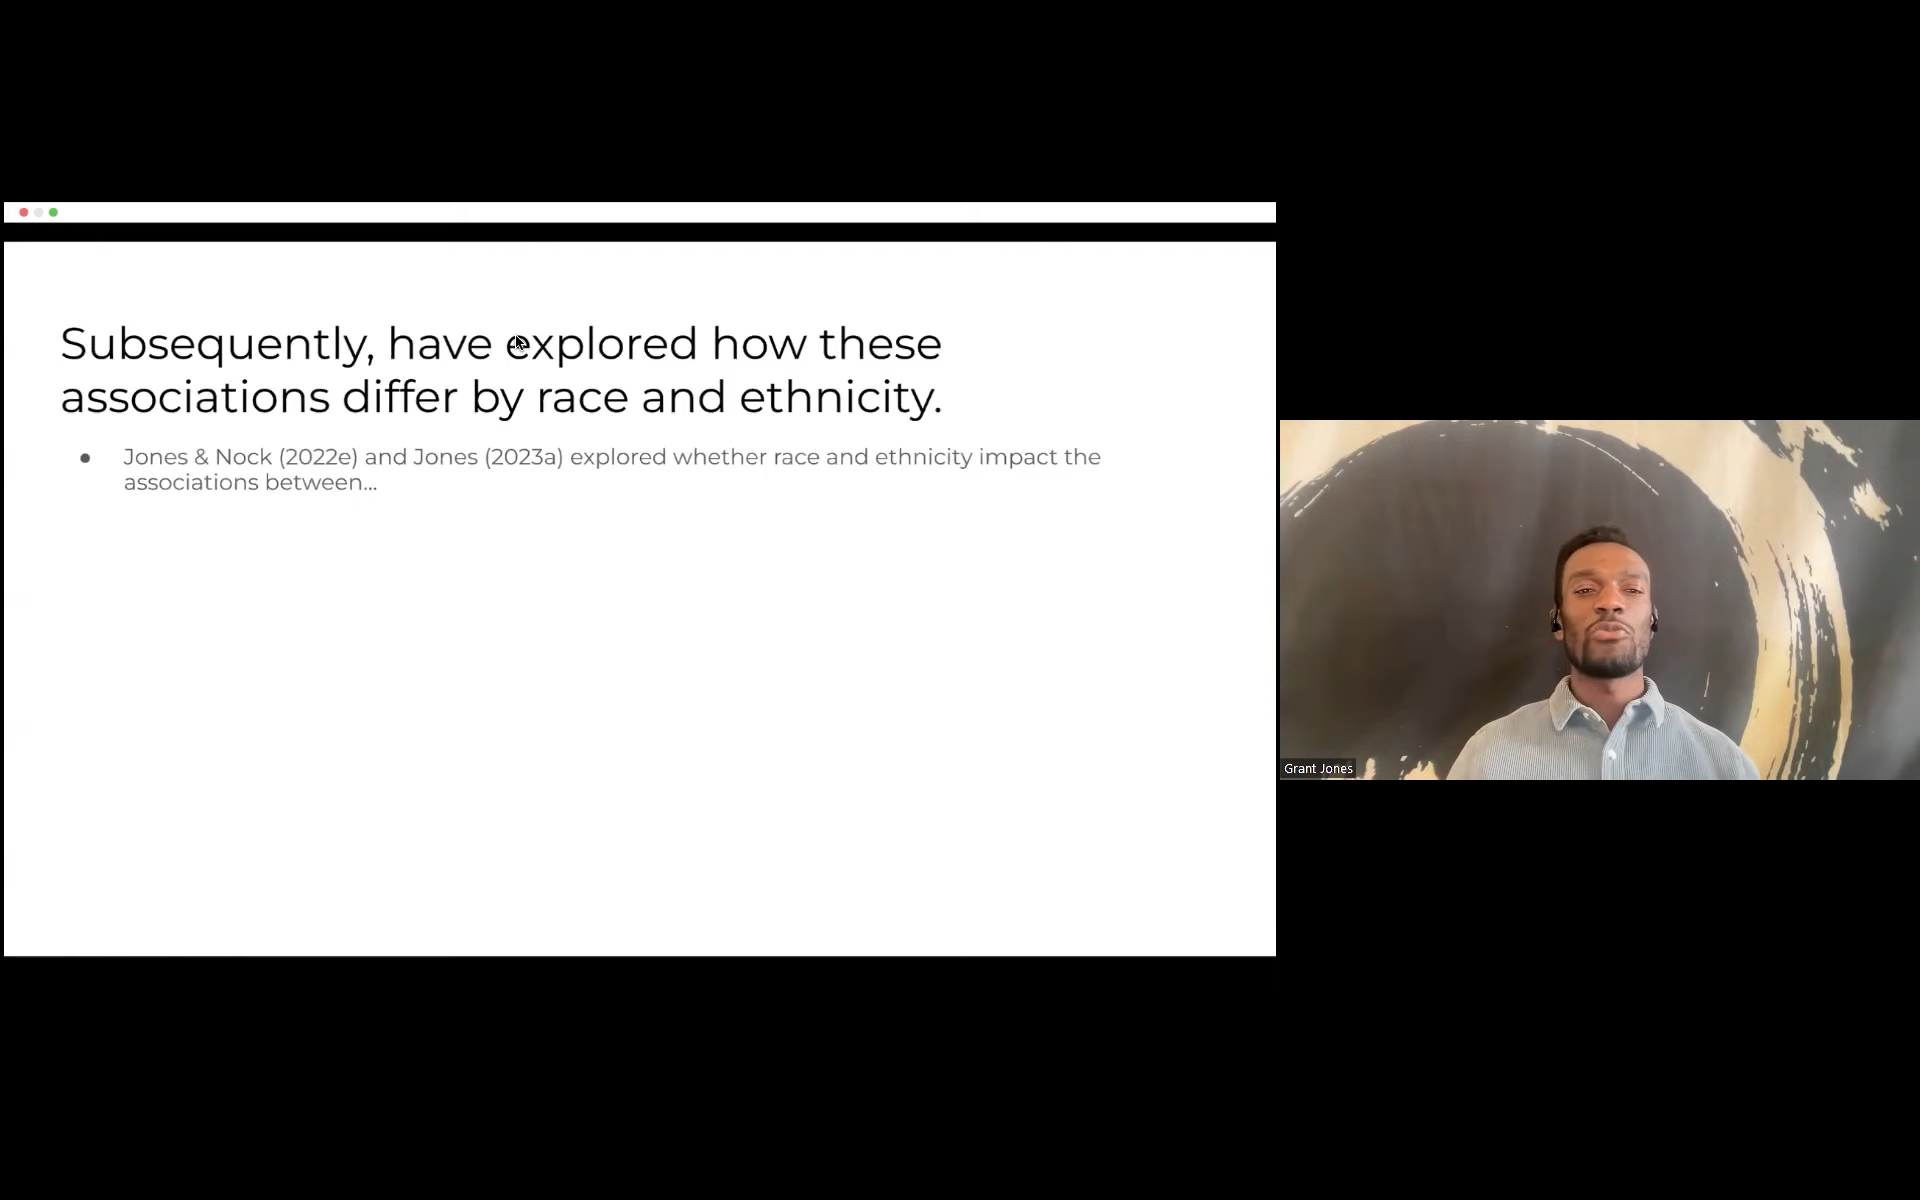 Subsequently, have explored how these
associations differ by race and ethnicity.
● Jones & Nock (2022e) and Jones (2023a) explored whether race and ethnicity impact the
associations between...
Grant Jones